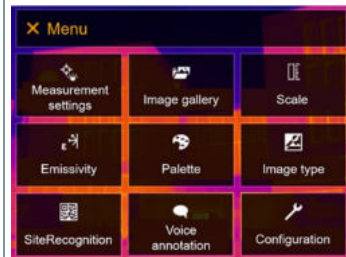 Menu
Measurement
settings
Image gallery
Scale
ε
Emissivity
Palette
Image type
SiteRecognition
Voice
annotation
Configuration